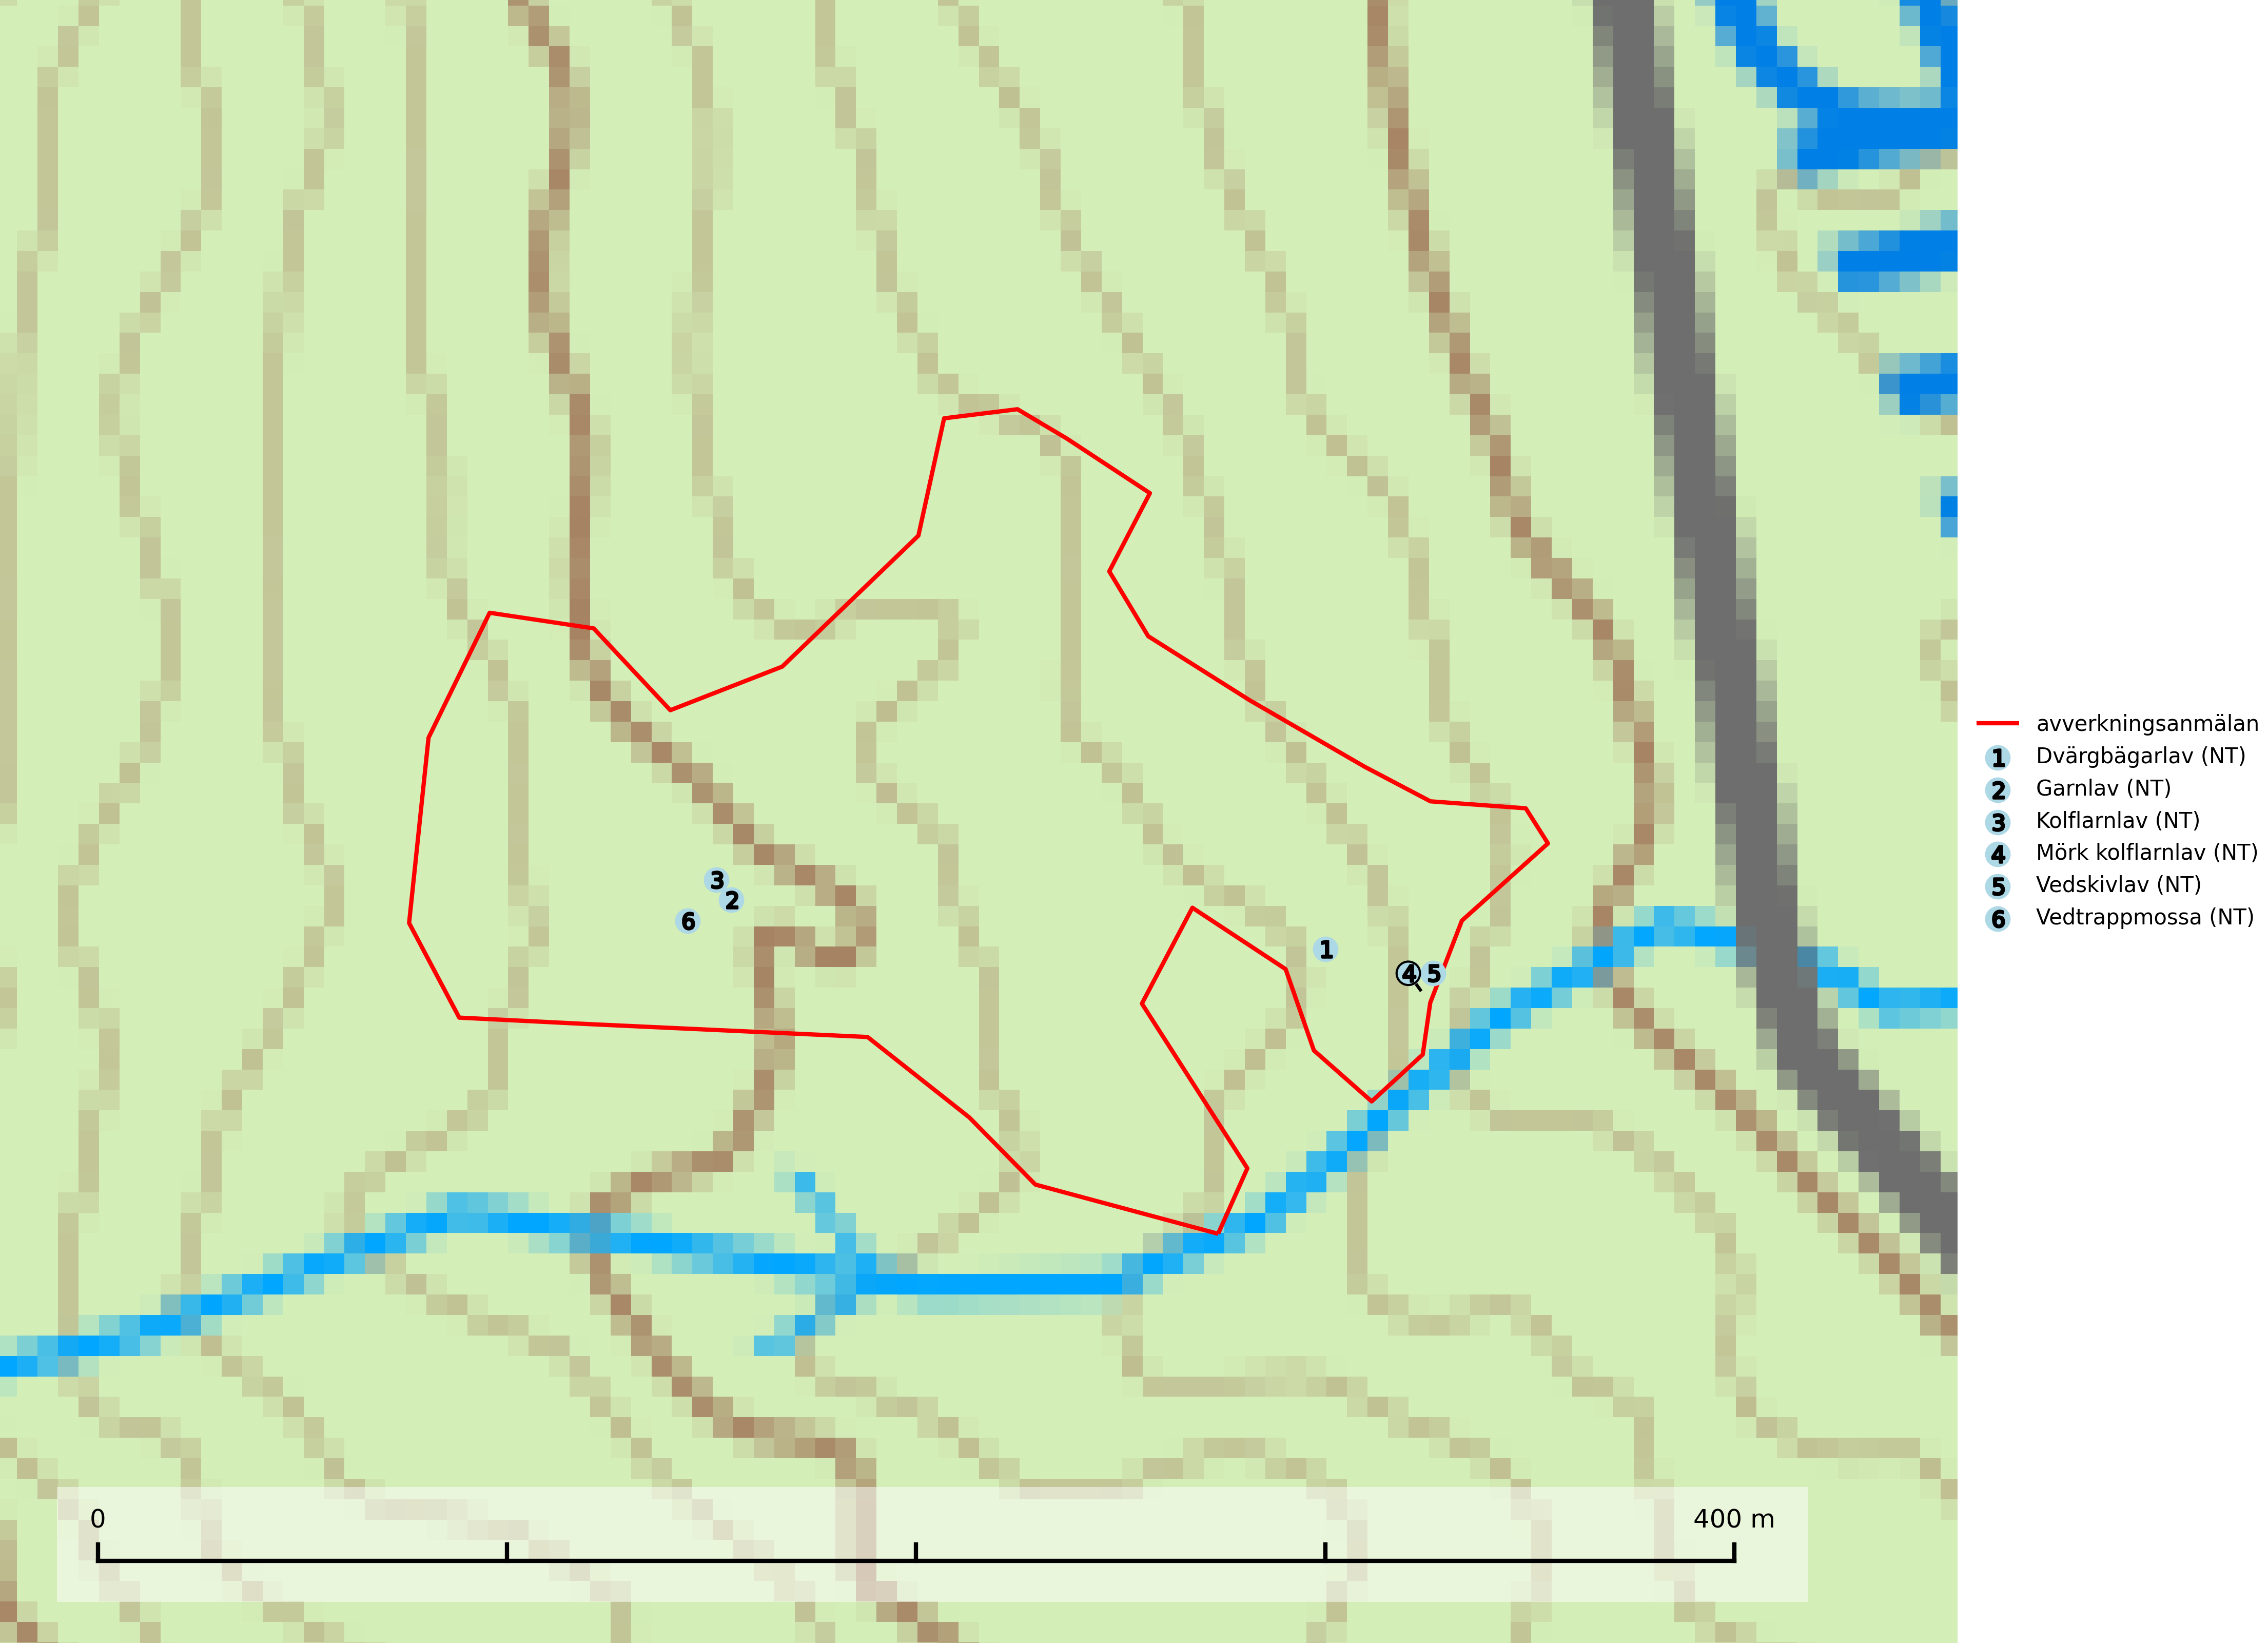 avverkningsanmälan
1 Dvärgbägarlav (NT)
2 Garnlav (NT)
3 Kolflarnlav (NT)
4 Mörk kolflarnlav (NT)
5 Vedskivlav (NT)
6 Vedtrappmossa (NT)
3
2
6
1
4 5
0 400 m